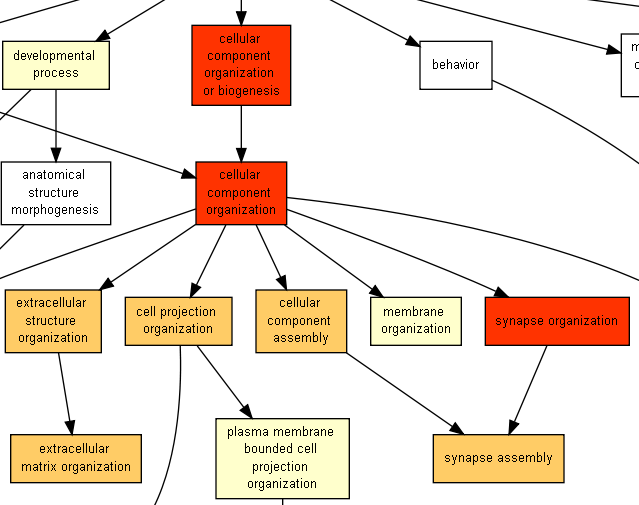 developmental
process
cellular
component
organization
or biogenesis
behavior
anatomical
structure
morphogenesis
cellular
component
organization
extracellular
structure
organization
cell projection
organization
cellular
component
assembly
membrane
organization
synapse organization
extracellular
matrix organization
plasma membrane
bounded cell
projection
organization
synapse assembly